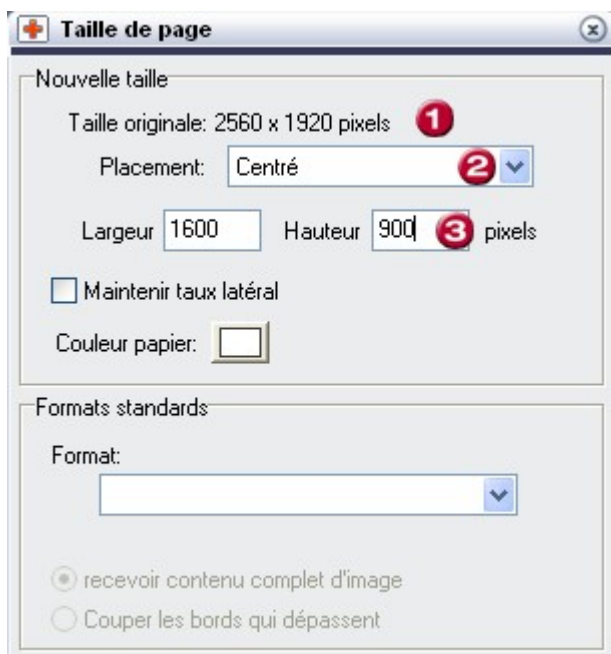 Taille de page
Nouvelle taille
Taille originale: 2560 x 1920 pixels 1
Placement: Centré 2
Largeur 1600 Hauteur 900 3 pixels
Maintenir taux latéral
Couleur papier:
Formats standards
Format:
recevoir contenu complet d'image
Couper les bords qui dépassent